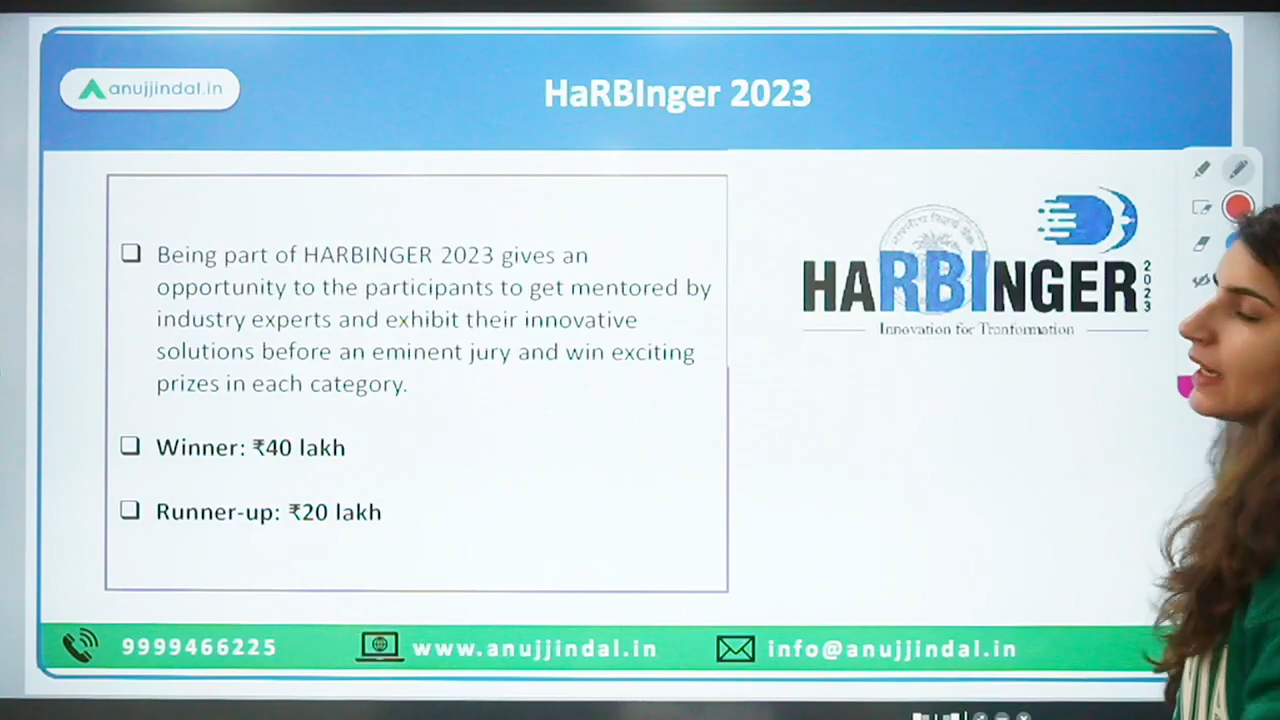 anujjindal.in
HaRBInger 2023
Being part of HARBINGER 2023 gives an
opportunity to the participants to get mentored by
industry experts and exhibit their innovative
solutions before an eminent jury and win exciting
prizes in each category.
Winner: ₹40 lakh
Runner-up: ₹20 lakh
HARBINGER
2023
Innovation for Tranformation
9999466225
www.anujjindal.in
info@anujjindal.in